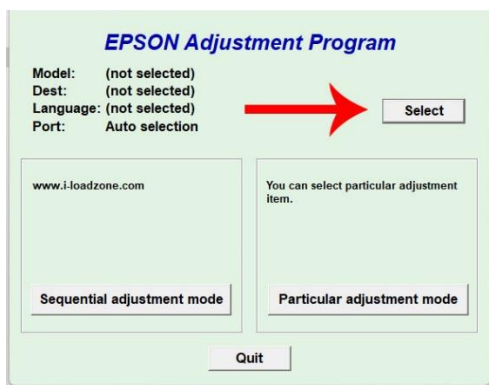 EPSON Adjustment Program
Model: (not selected)
Dest: (not selected)
Language: (not selected)
Port: Auto selection
Select
www.i-loadzone.com
You can select particular adjustment
item.
Sequential adjustment mode
Particular adjustment mode
Quit